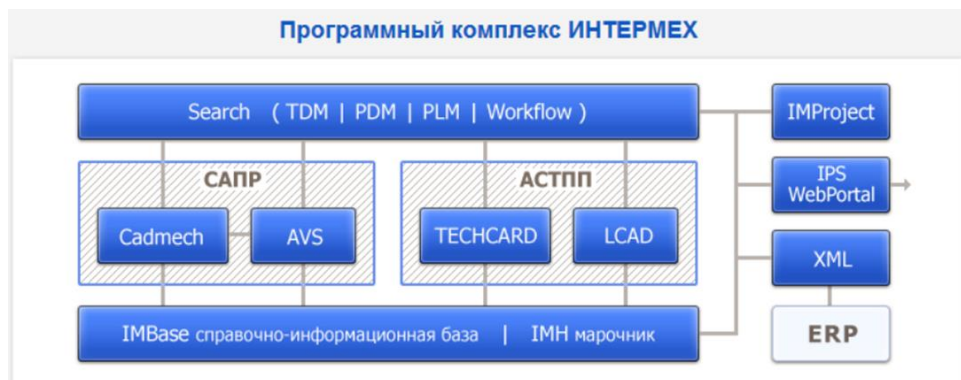 Программный комплекс ИНТЕРМЕХ
Search ( TDM | PDM | PLM | Workflow )
IMProject
САПР
АСТПП
IPS
WebPortal
Cadmech
AVS
TECHCARD
LCAD
XML
IMBase справочно-информационная база | IMH марочник
ERP